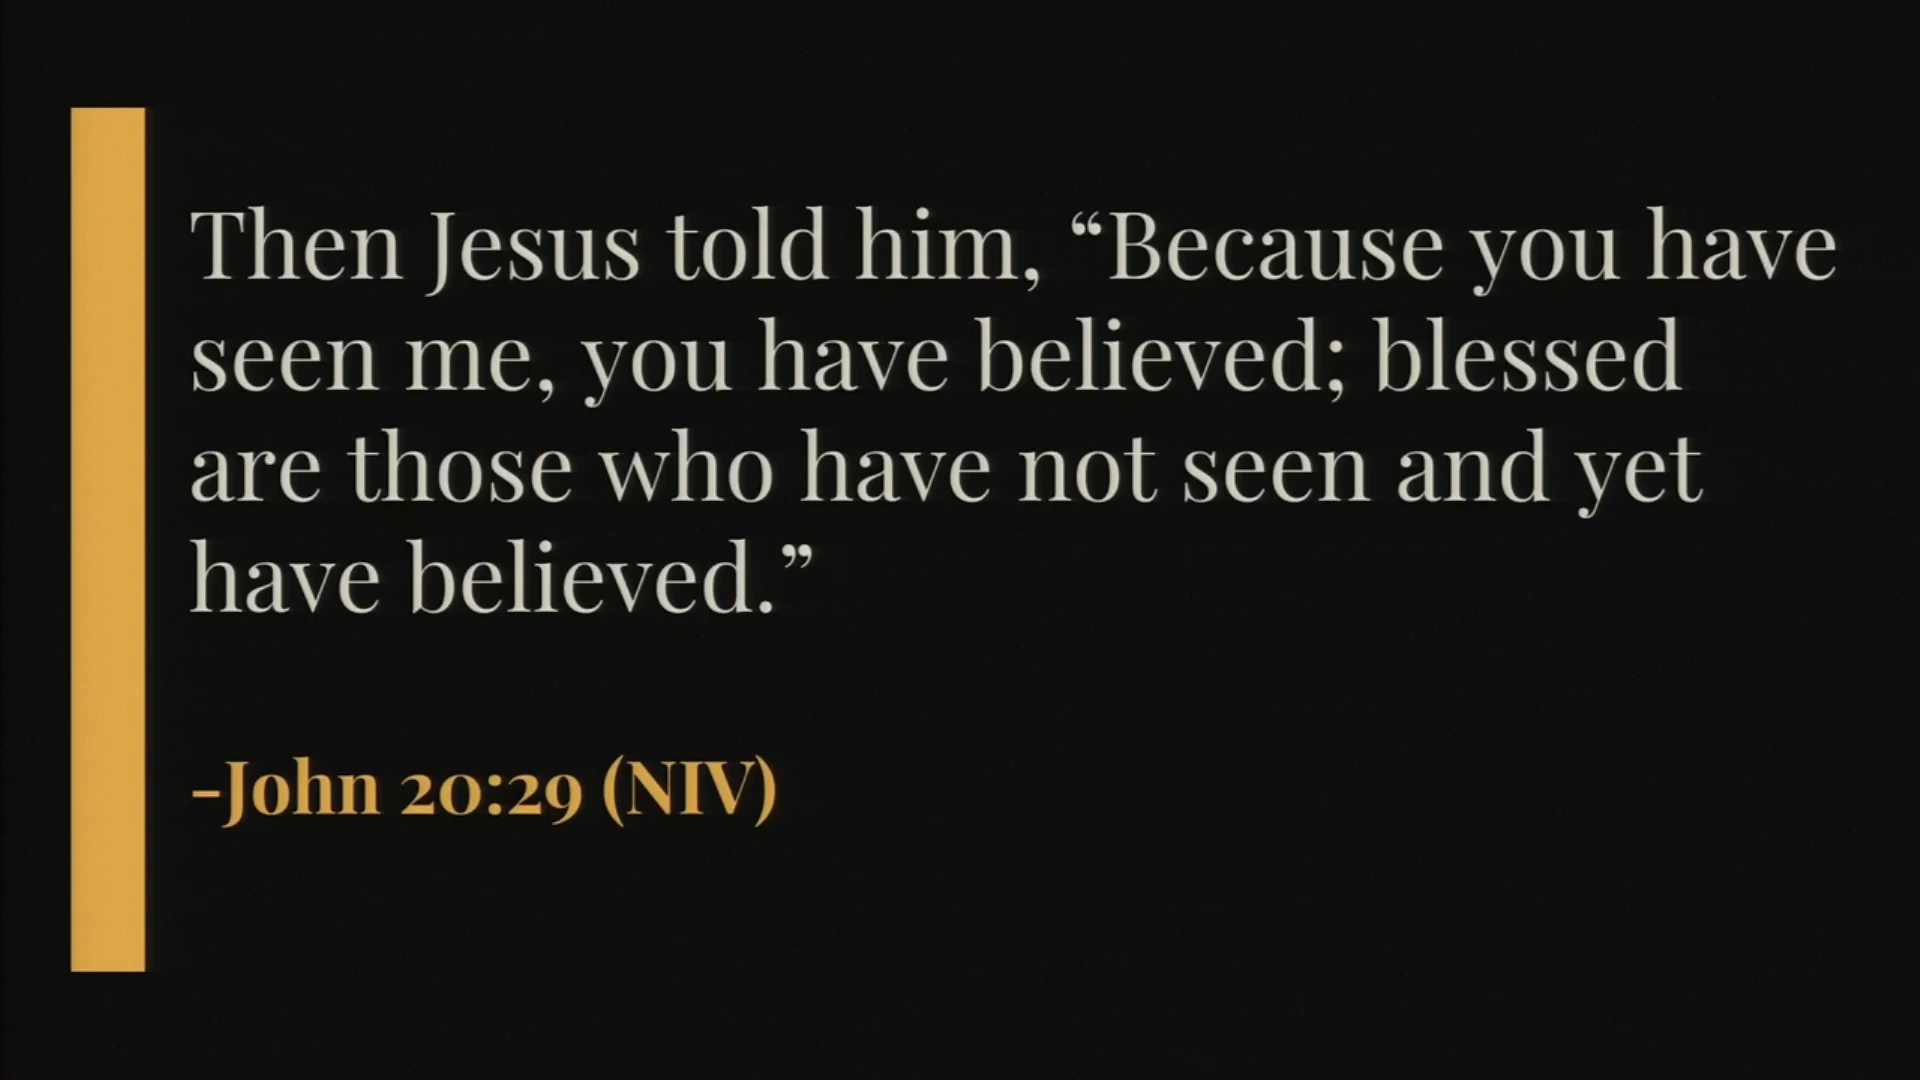 Then Jesus told him, “Because you have
seen me, you have believed; blessed
are those who have not seen and yet
have believed.”
-John 20:29 (NIV)